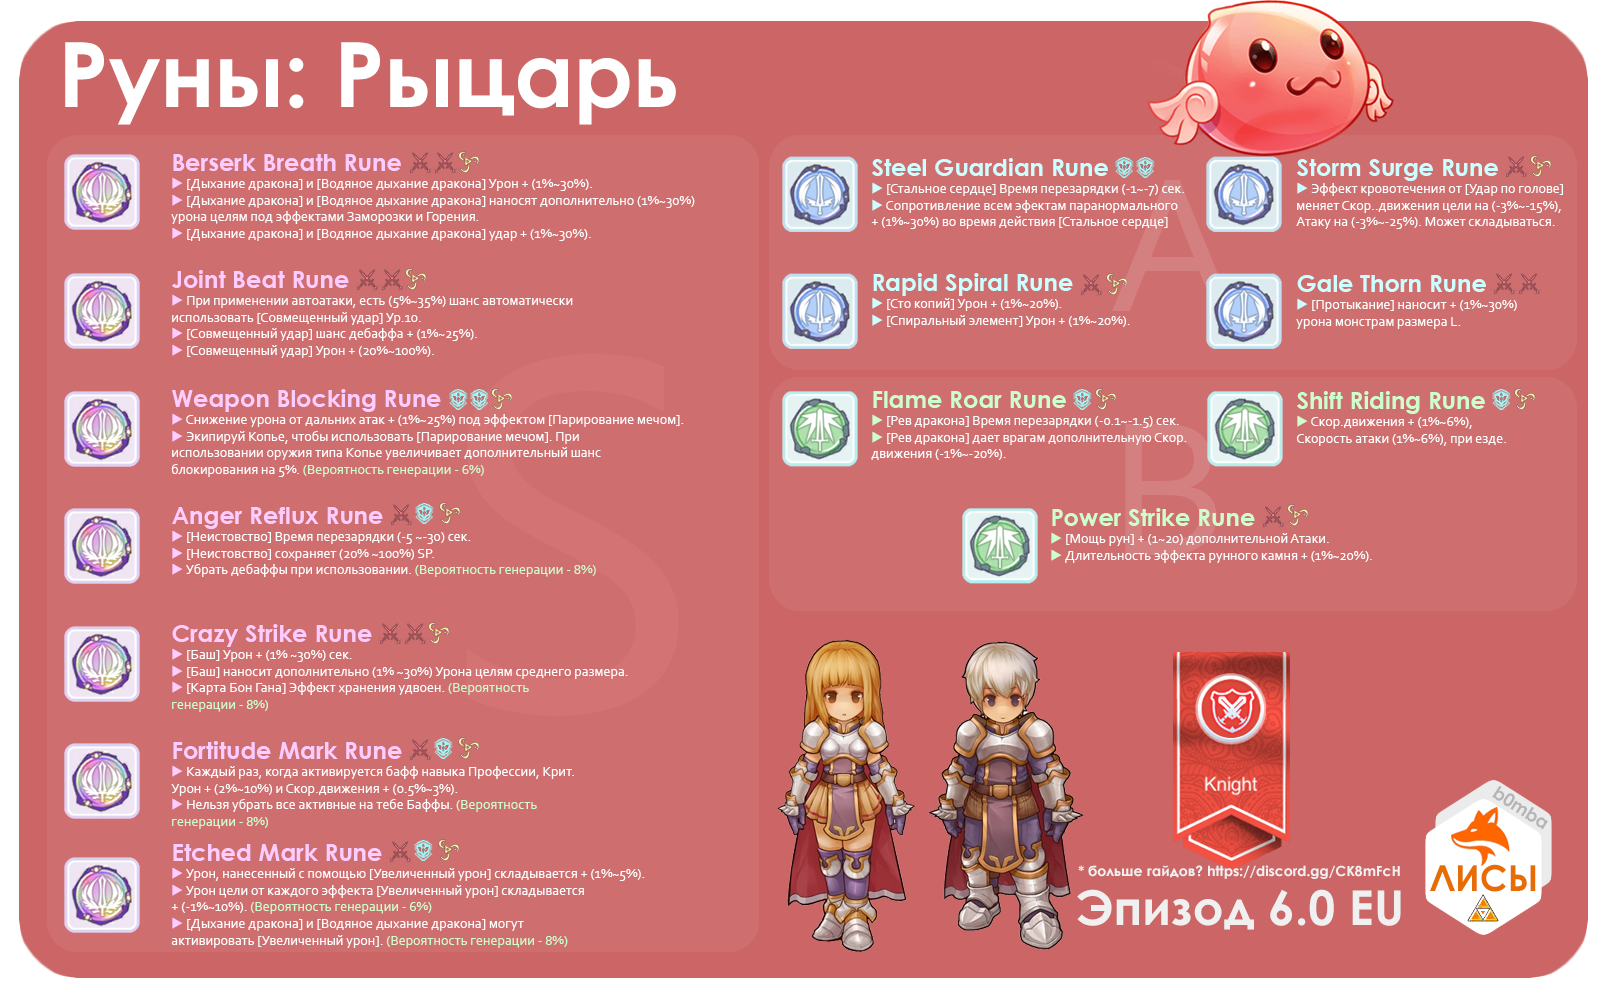 Руны: Рыцарь
Berserk Breath Rune
▶ [Дыхание дракона] и [Водяное дыхание дракона] Урон + (1%~30%).
▶ [Дыхание дракона] и [Водяное дыхание дракона] наносят дополнительно (1%~30%)
урона целям под эффектами Заморозки и Горения.
▶ [Дыхание дракона] и [Водяное дыхание дракона] удар + (1%~30%).
Joint Beat Rune
▶ При применении автоатаки, есть (5%~35%) шанс автоматически
использовать [Совмещенный удар] Ур.10.
▶ [Совмещенный удар] шанс дебаффа + (1%~25%).
▶ [Совмещенный удар] Урон + (20%~100%).
Weapon Blocking Rune
▶ Снижение урона от дальних атак + (1%~25%) под эффектом [Парирование мечом].
▶ Экипируй Копье, чтобы использовать [Парирование мечом]. При
использовании оружия типа Копье увеличивает дополнительный шанс
блокирования на 5%. (Вероятность генерации - 6%)
Anger Reflux Rune
▶ [Неистовство] Время перезарядки (-5 ~-30) сек.
▶ [Неистовство] сохраняет (20% ~100%) SP.
▶ Убрать дебаффы при использовании. (Вероятность генерации - 8%)
Crazy Strike Rune
▶ [Баш] Урон + (1% ~30%) сек.
▶ [Баш] наносит дополнительно (1% ~30%) Урона целям среднего размера.
▶ [Карта Бон Гана] Эффект хранения удвоен. (Вероятность
генерации - 8%)
Fortitude Mark Rune
▶ Каждый раз, когда активируется бафф навыка Профессии, Крит.
Урон + (2%~10%) и Скор.движения + (0.5%~3%).
▶ Нельзя убрать все активные на тебе Баффы. (Вероятность
генерации - 8%)
Etched Mark Rune
▶ Урон, нанесенный с помощью [Увеличенный урон] складывается + (1%~5%).
▶ Урон цели от каждого эффекта [Увеличенный урон] складывается
+ (-1%~10%). (Вероятность генерации - 6%)
▶ [Дыхание дракона] и [Водяное дыхание дракона] могут
активировать [Увеличенный урон]. (Вероятность генерации - 8%)
S
Steel Guardian Rune
▶ [Стальное сердце] Время перезарядки (-1~-7) сек.
▶ Сопротивление всем эфектам паранормального
+ (1%~30%) во время действия [Стальное сердце]
Storm Surge Rune
▶ Эффект кровотечения от [Удар по голове]
меняет Скор..движения цели на (-3%~-15%),
Атаку на (-3%~-25%). Может складываться.
Rapid Spiral Rune
▶ [Сто копий] Урон + (1%~20%).
▶ [Спиральный элемент] Урон + (1%~20%).
Gale Thorn Rune
▶ [Протыкание] наносит + (1%~30%)
урона монстрам размера L.
A
Flame Roar Rune
▶ [Рев дракона] Время перезарядки (-0.1~-1.5) сек.
▶ [Рев дракона] дает врагам дополнительную Скор.
движения (-1%~-20%).
Shift Riding Rune
▶ Скор.движения + (1%~6%),
Скорость атаки (1%~6%), при езде.
B
Power Strike Rune
▶ [Мощь рун] + (1~20) дополнительной Атаки.
▶ Длительность эффекта рунного камня + (1%~20%).
Knight
* больше гайдов? https://discord.gg/CK8mFcH
Эпизод 6.0 EU
b0mba
ЛИСЫ